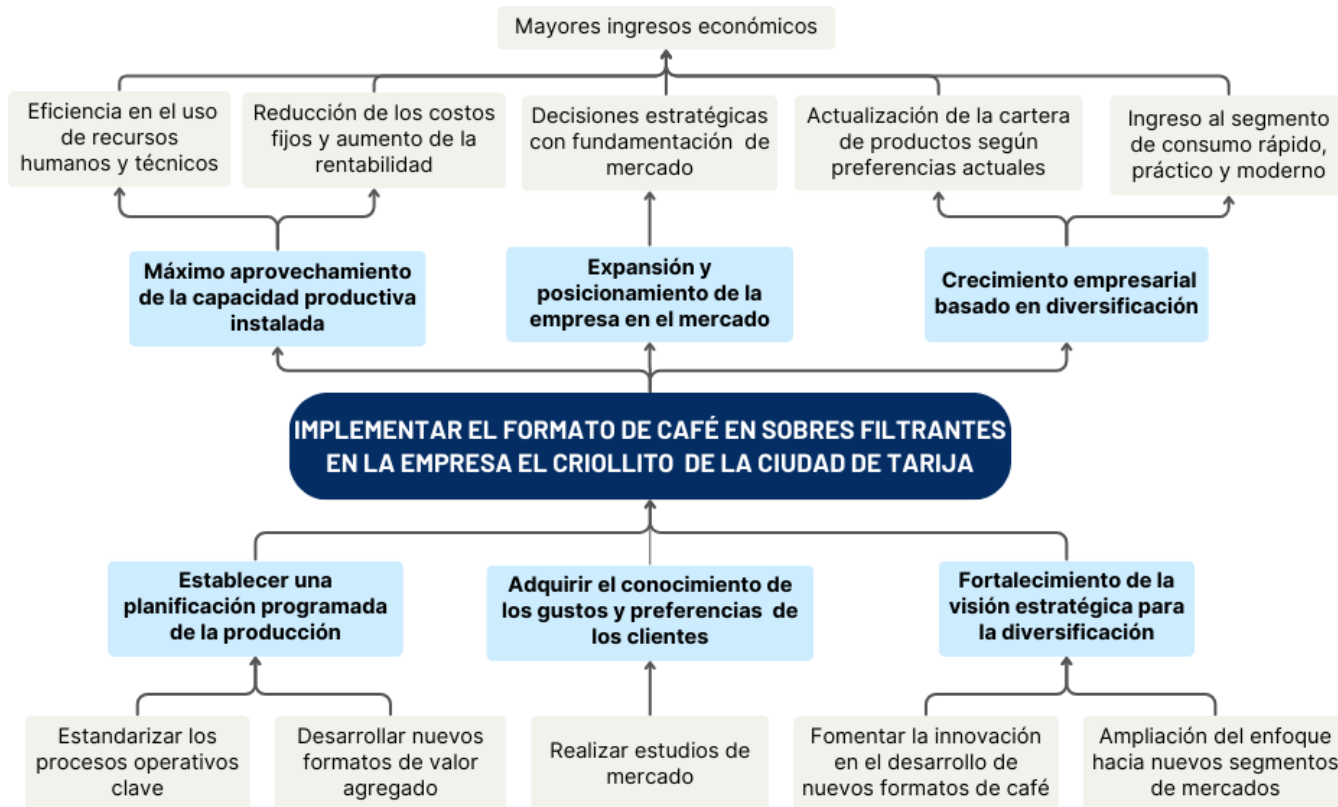 Mayores ingresos económicos
Eficiencia en el uso
de recursos
humanos y técnicos
Reducción de los costos
fijos y aumento de la
rentabilidad
Decisiones estratégicas
con fundamentación de
mercado
Actualización de la cartera
de productos según
preferencias actuales
Ingreso al segmento
de consumo rápido,
práctico y moderno
Máximo aprovechamiento
de la capacidad productiva
instalada
Expansión y
posicionamiento de la
empresa en el mercado
Crecimiento empresarial
basado en diversificación
IMPLEMENTAR EL FORMATO DE CAFÉ EN SOBRES FILTRANTES
EN LA EMPRESA EL CRIOLLITO DE LA CIUDAD DE TARIJA
Establecer una
planificación programada
de la producción
Adquirir el conocimiento de
los gustos y preferencias de
los clientes
Fortalecimiento de la
visión estratégica para
la diversificación
Estandarizar los
procesos operativos
clave
Desarrollar nuevos
formatos de valor
agregado
Realizar estudios de
mercado
Fomentar la innovación
en el desarrollo de
nuevos formatos de café
Ampliación del enfoque
hacia nuevos segmentos
de mercados